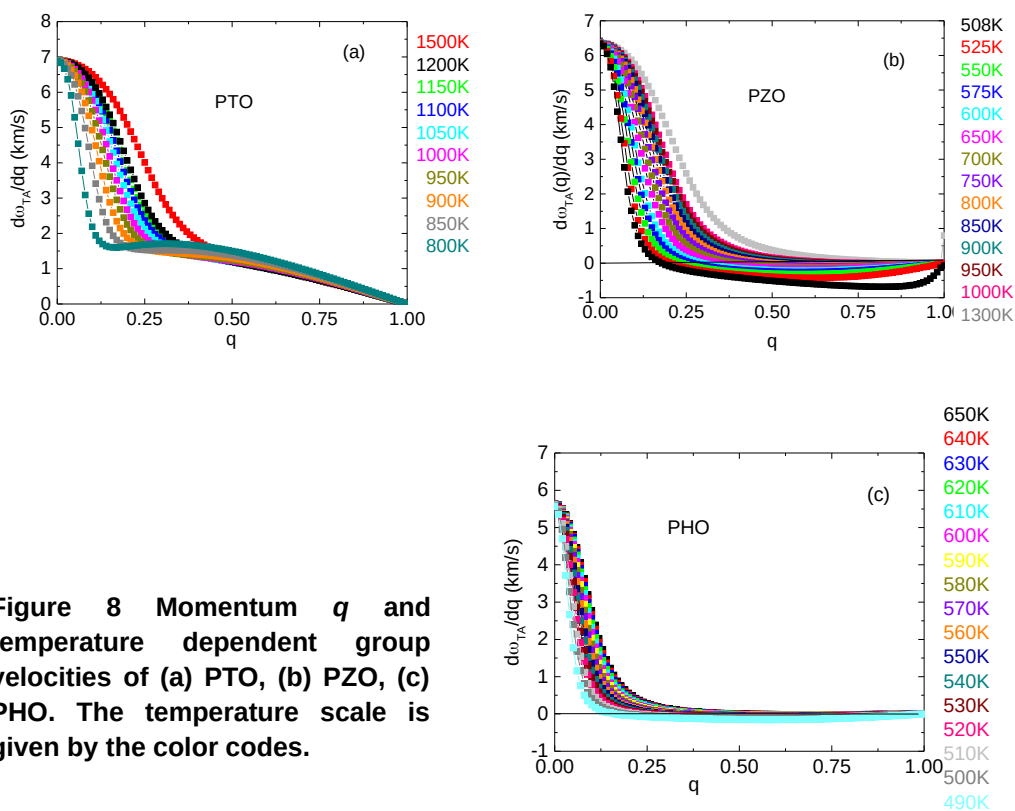 8
7
6
5
4
3
2
1
0
0.00 0.25 0.50 0.75 1.00
q
dω_TA/dq (km/s)
(a)
PTO
1500K
1200K
1150K
1100K
1050K
1000K
950K
900K
850K
800K
7
6
5
4
3
2
1
0
-1
0.00 0.25 0.50 0.75 1.00
q
dω_TA(q)/dq (km/s)
(b)
PZO
508K
525K
550K
575K
600K
650K
700K
750K
800K
850K
900K
950K
1000K
1300K
7
6
5
4
3
2
1
0
-1
0.00 0.25 0.50 0.75 1.00
q
dω_TA/dq (km/s)
(c)
PHO
650K
640K
630K
620K
610K
600K
590K
580K
570K
560K
550K
540K
530K
520K
510K
500K
490K
Figure 8 Momentum q and
temperature dependent group
velocities of (a) PTO, (b) PZO, (c)
PHO. The temperature scale is
given by the color codes.